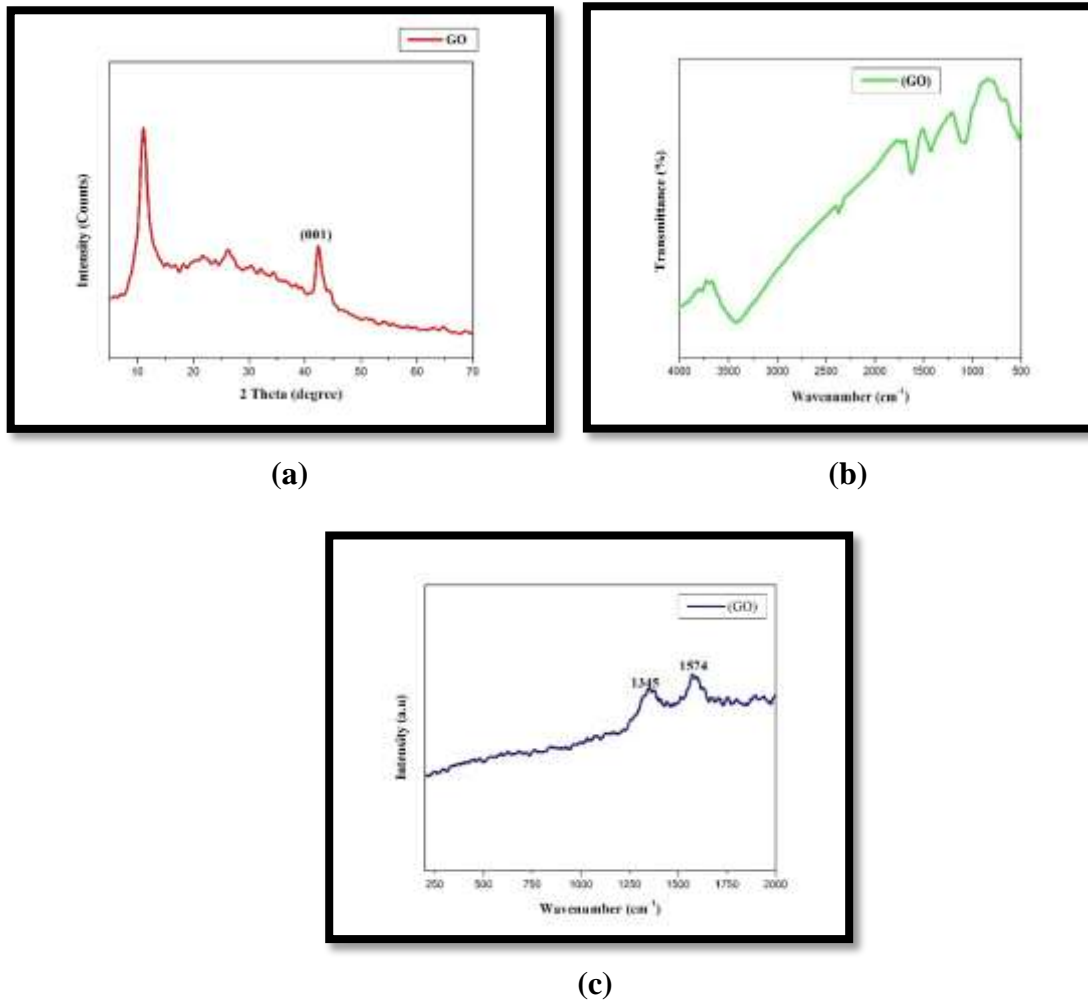 GO
(001)
Intensity (Counts)
10 20 30 40 50 60 70
2 Theta (degree)
(a)
(GO)
Transmittance (%)
4000 3500 3000 2500 2000 1500 1000 500
Wavenumber (cm⁻¹)
(b)
(GO)
1345
1574
Intensity (a.u)
250 500 750 1000 1250 1500 1750 2000
Wavenumber (cm⁻¹)
(c)